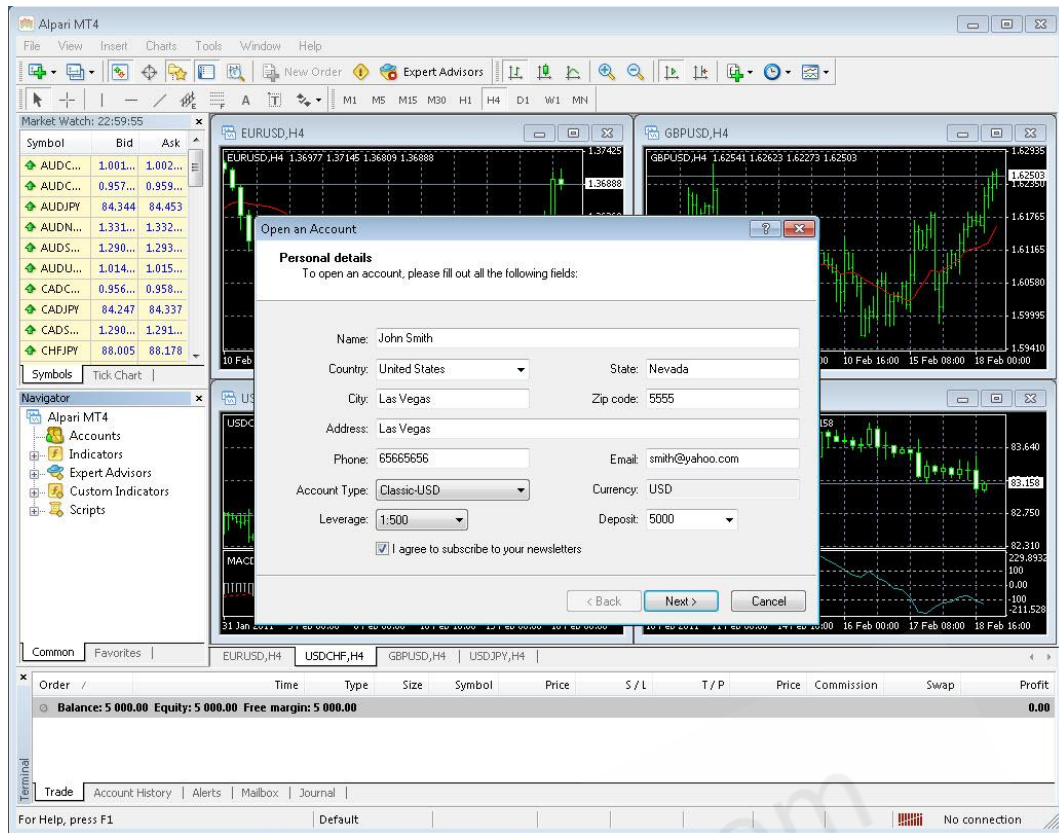 Alpari MT4
File View Insert Charts Tools Window Help
New Order Expert Advisors
A T M1 M5 M15 M30 H1 H4 D1 W1 MN
Market Watch: 22:59:55
Symbol Bid Ask
AUDC... 1.001... 1.002...
AUDC... 0.957... 0.959...
AUDJPY 84.344 84.453
AUDN... 1.331... 1.332...
AUDS... 1.290... 1.293...
AUDU... 1.014... 1.015...
CADC... 0.956... 0.958...
CADJPY 84.247 84.337
CADS... 1.290... 1.291...
CHFJPY 88.005 88.178
Symbols Tick Chart
Navigator
Alpari MT4
Accounts
Indicators
Expert Advisors
Custom Indicators
Scripts
Common Favorites
EURUSD,H4
EURUSD,H4 1.36977 1.37145 1.36809 1.36888
1.37425
1.36888
10 Feb
GBPUSD,H4
GBPUSD,H4 1.62541 1.62623 1.62273 1.62503
1.62935
1.62503
1.62350
1.61765
1.61165
1.60580
1.59995
1.59410
10 Feb 16:00 15 Feb 08:00 18 Feb 00:00
Open an Account
Personal details
To open an account, please fill out all the following fields:
Name: John Smith
Country: United States State: Nevada
City: Las Vegas Zip code: 5555
Address: Las Vegas
Phone: 65665656 Email: smith@yahoo.com
Account Type: Classic-USD Currency: USD
Leverage: 1:500 Deposit: 5000
I agree to subscribe to your newsletters
< Back Next > Cancel
US
USDC
MACD
31 Jan 2011
83.640
83.158
82.750
82.310
229.8932
100
0.00
-100
-211.528
16 Feb 00:00 17 Feb 08:00 18 Feb 16:00
EURUSD,H4 USDCHF,H4 GBPUSD,H4 USDJPY,H4
Order / Time Type Size Symbol Price S / L T / P Price Commission Swap Profit
Balance: 5 000.00 Equity: 5 000.00 Free margin: 5 000.00 0.00
Terminal
Trade Account History Alerts Mailbox Journal
For Help, press F1 Default No connection